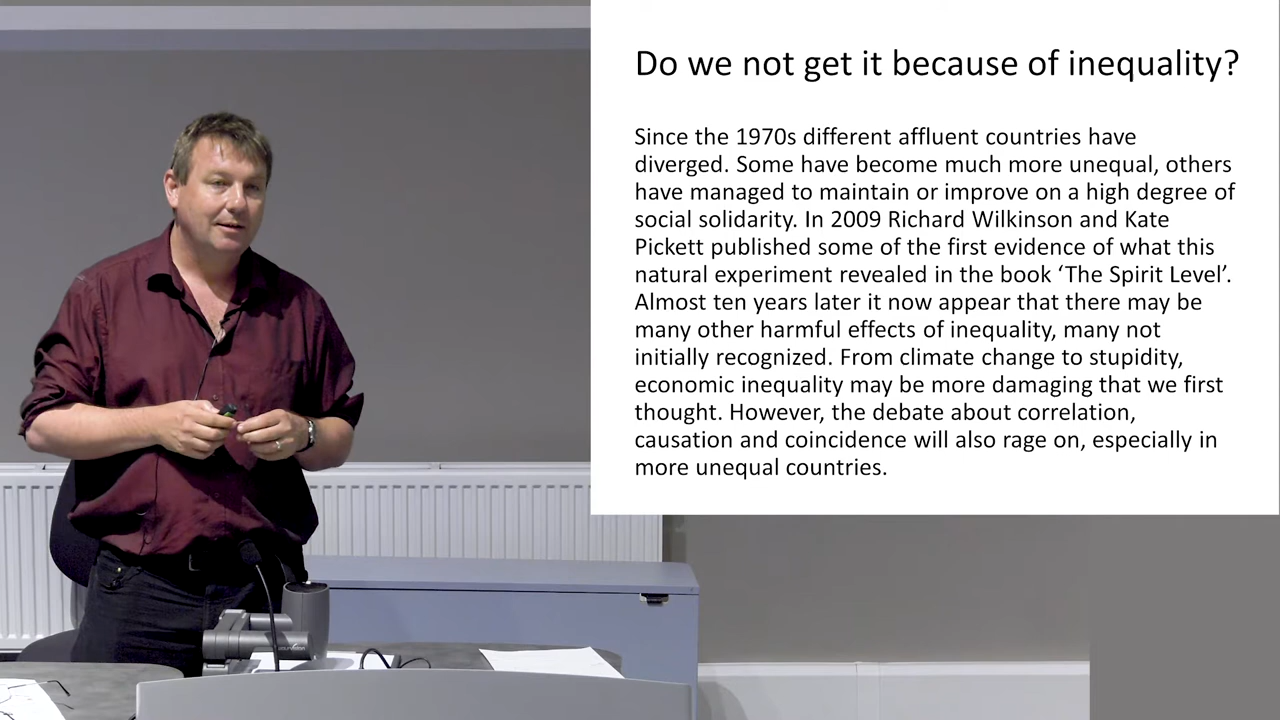 Do we not get it because of inequality?
Since the 1970s different affluent countries have
diverged. Some have become much more unequal, others
have managed to maintain or improve on a high degree of
social solidarity. In 2009 Richard Wilkinson and Kate
Pickett published some of the first evidence of what this
natural experiment revealed in the book ‘The Spirit Level’.
Almost ten years later it now appear that there may be
many other harmful effects of inequality, many not
initially recognized. From climate change to stupidity,
economic inequality may be more damaging that we first
thought. However, the debate about correlation,
causation and coincidence will also rage on, especially in
more unequal countries.